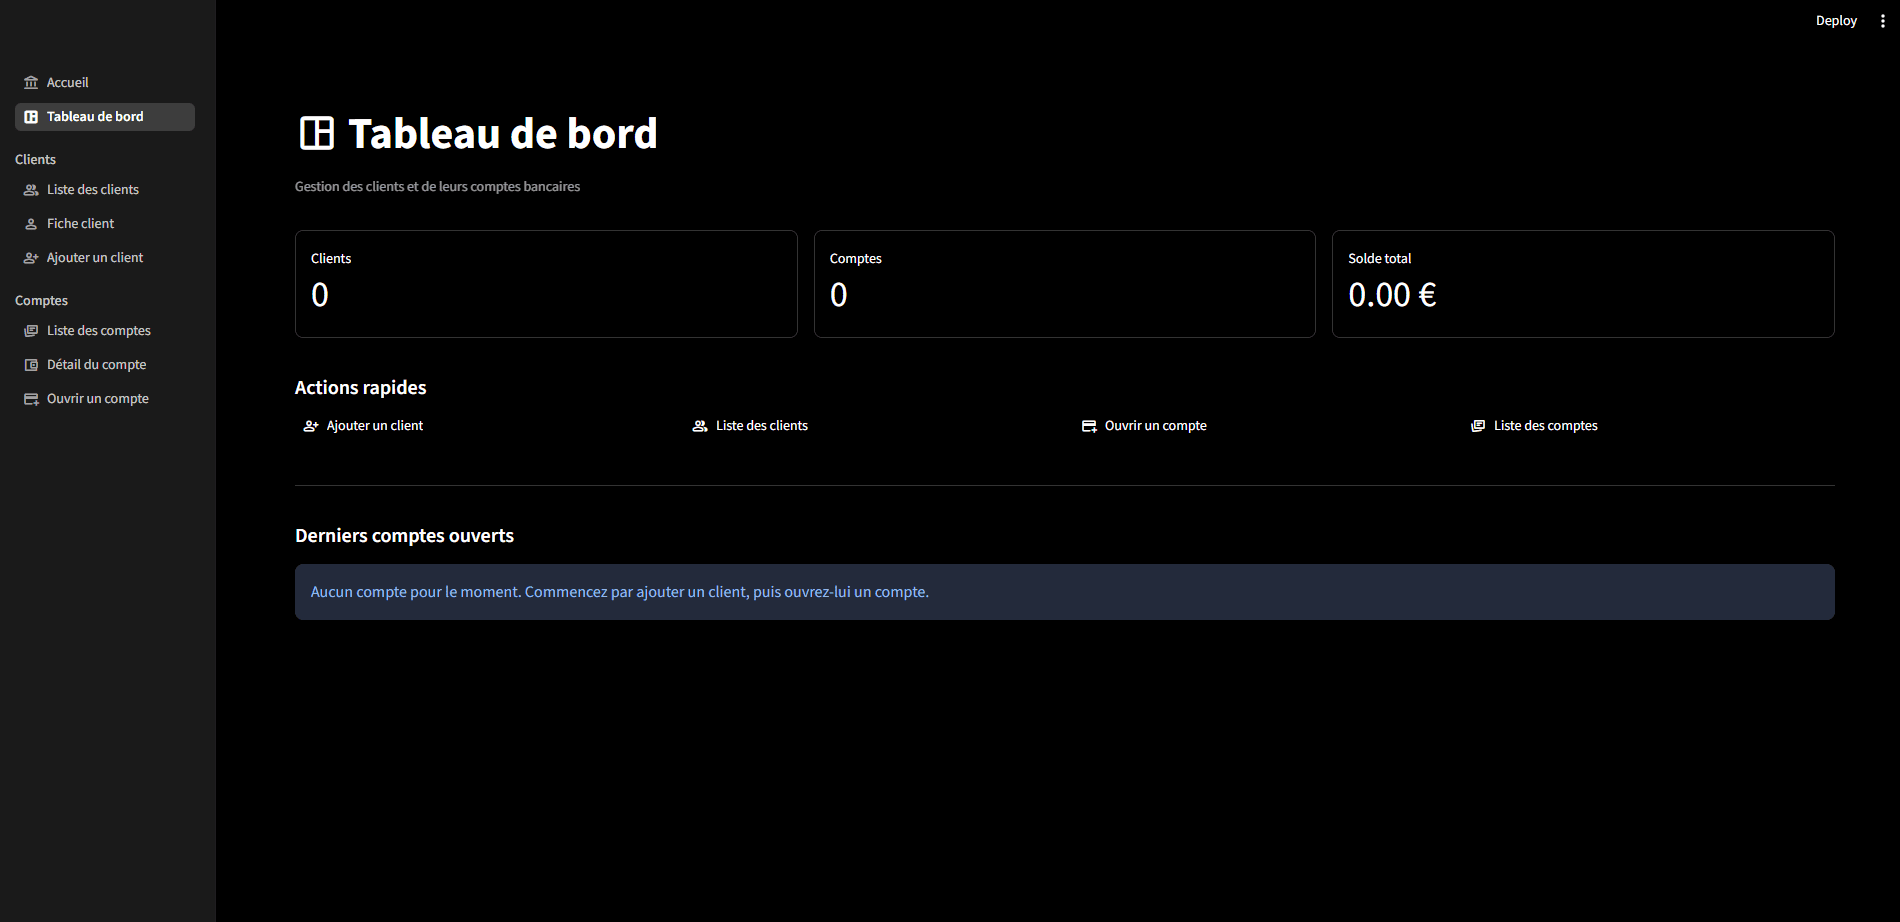 Deploy
Accueil
Tableau de bord
Clients
Liste des clients
Fiche client
Ajouter un client
Comptes
Liste des comptes
Détail du compte
Ouvrir un compte
Tableau de bord
Gestion des clients et de leurs comptes bancaires
Clients
0
Comptes
0
Solde total
0.00 €
Actions rapides
Ajouter un client
Liste des clients
Ouvrir un compte
Liste des comptes
Derniers comptes ouverts
Aucun compte pour le moment. Commencez par ajouter un client, puis ouvrez-lui un compte.